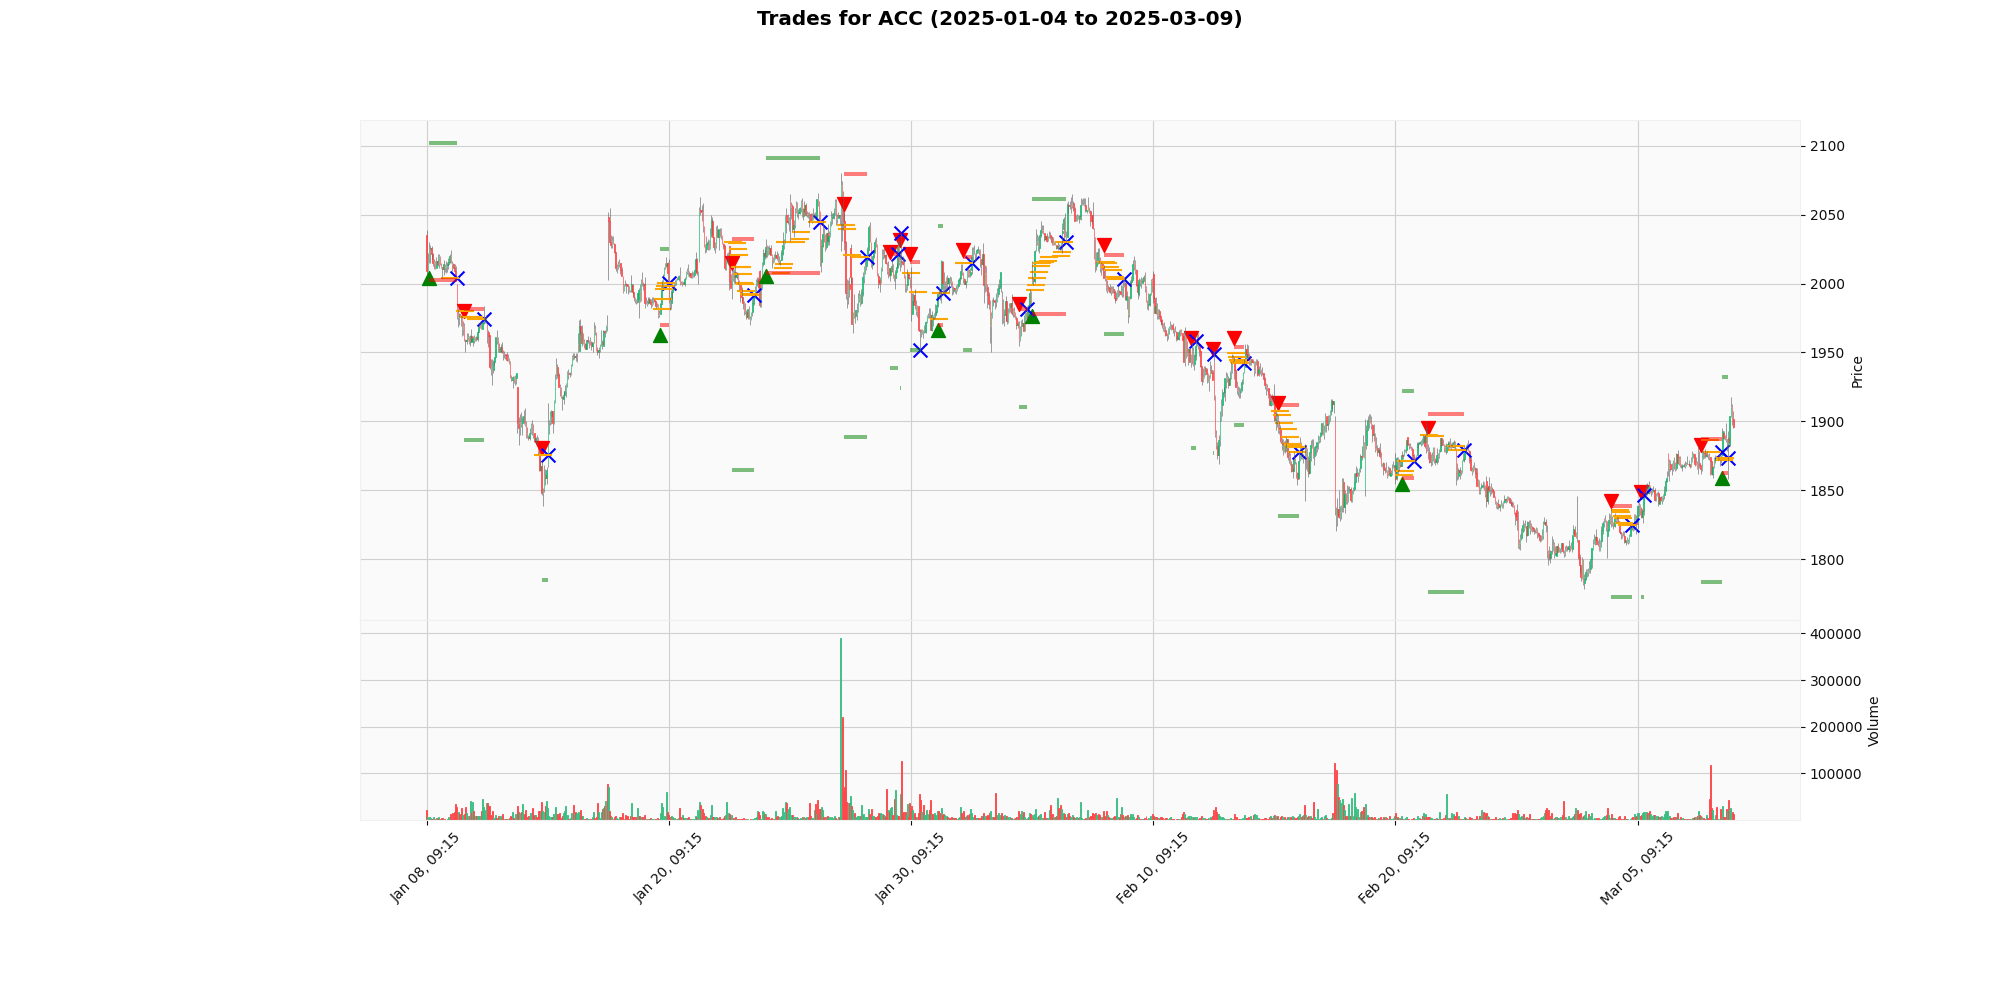 Trades for ACC (2025-01-04 to 2025-03-09)
2100
2050
2000
1950
1900
1850
1800
Price
400000
300000
200000
100000
Volume
Jan 08, 09:15
Jan 20, 09:15
Jan 30, 09:15
Feb 10, 09:15
Feb 20, 09:15
Mar 05, 09:15